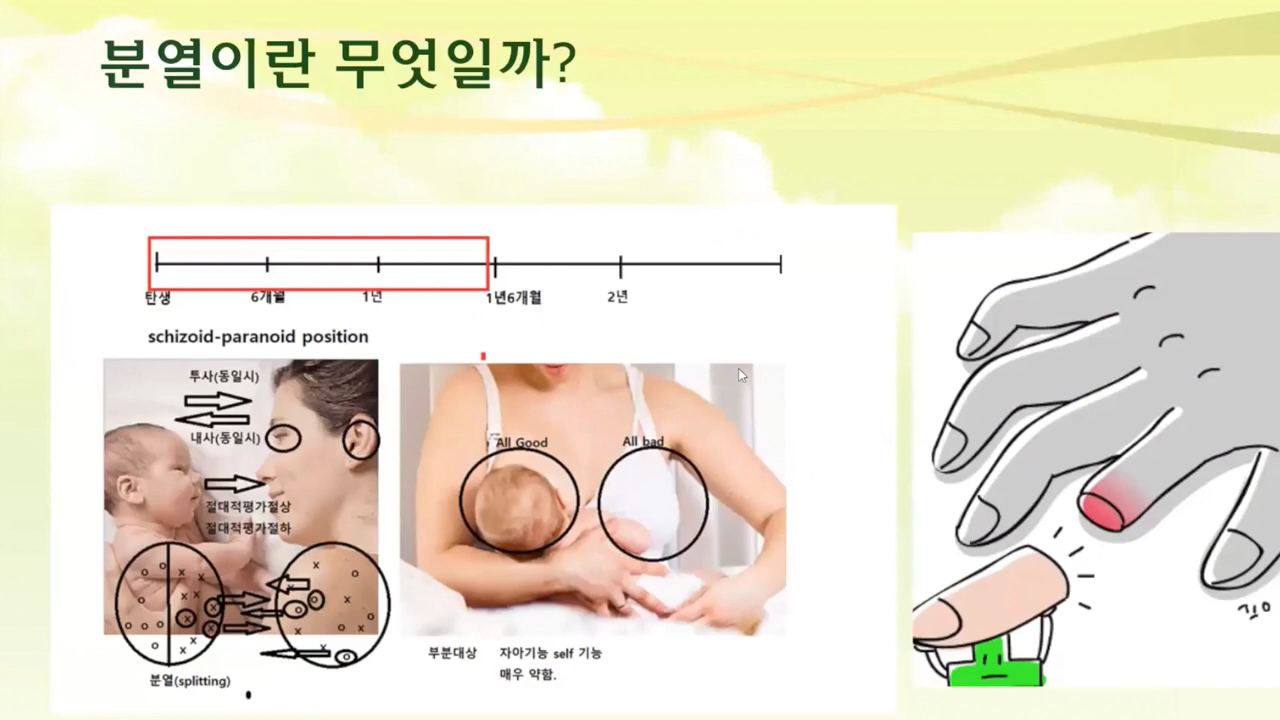 분열이란 무엇일까?
탄생 6개월 1년 1년6개월 2년
schizoid-paranoid position
투사(동일시)
내사(동일시)
절대적평가절상
절대적평가절하
분열(splitting)
All Good All bad
부분대상 자아기능 self 기능
매우 약함.